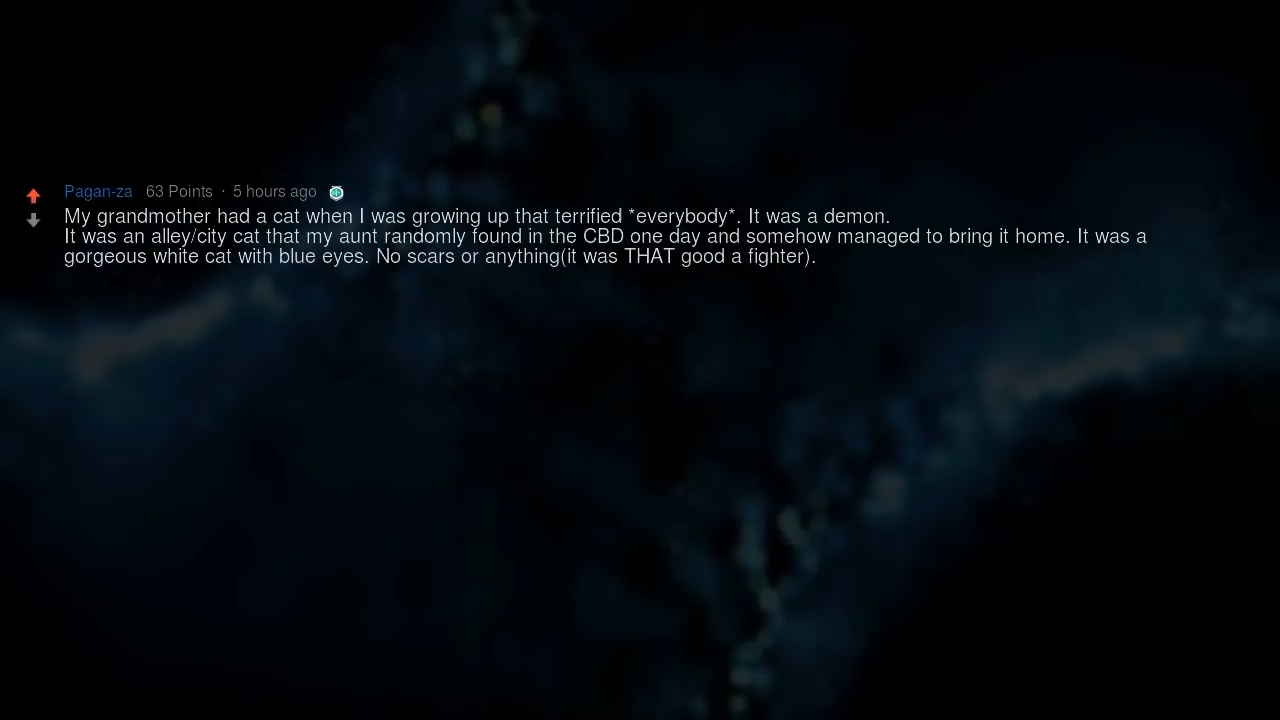 Pagan-za 63 Points · 5 hours ago
My grandmother had a cat when I was growing up that terrified *everybody*. It was a demon.
It was an alley/city cat that my aunt randomly found in the CBD one day and somehow managed to bring it home. It was a
gorgeous white cat with blue eyes. No scars or anything(it was THAT good a fighter).